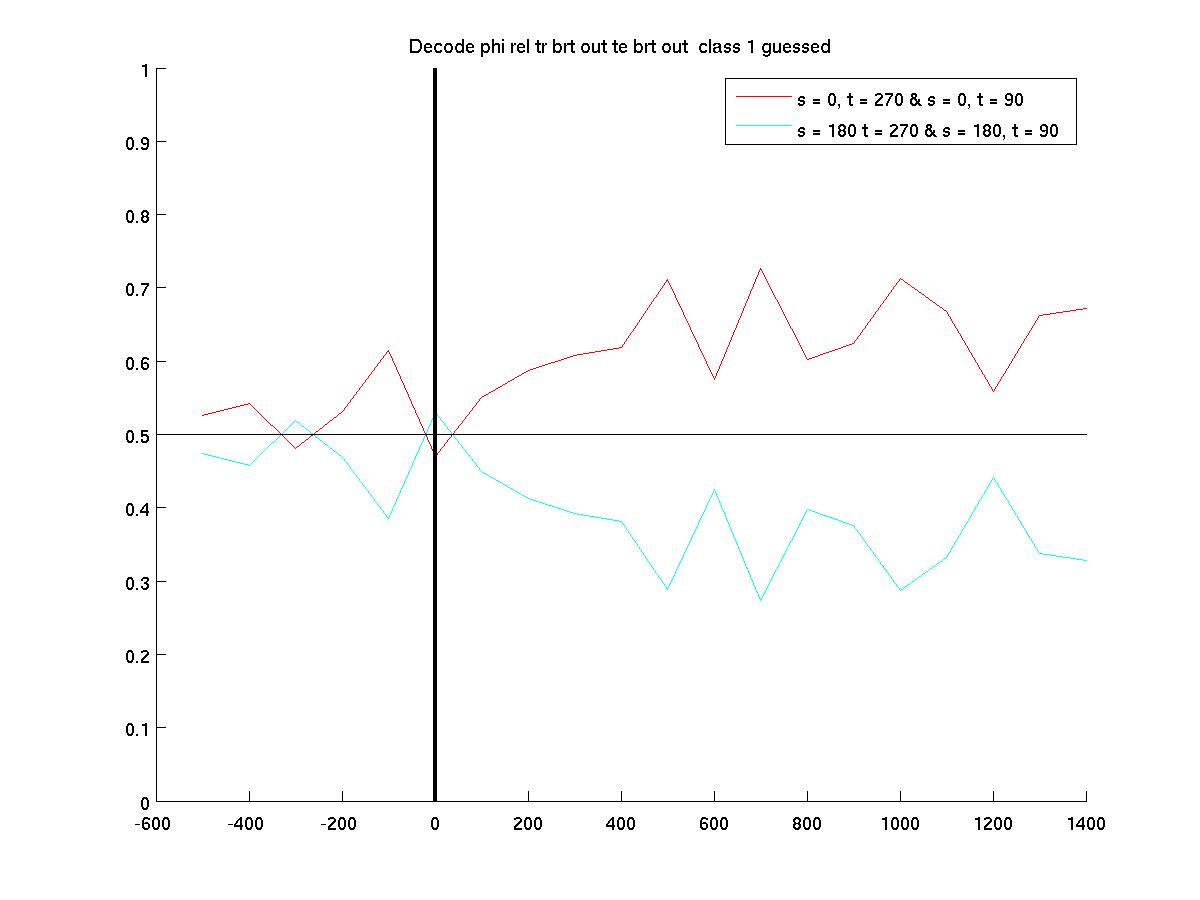 Decode phi rel tr brt out te brt out  class 1 guessed
s = 0, t = 270 & s = 0, t = 90
s = 180 t = 270 & s = 180, t = 90
1
0.9
0.8
0.7
0.6
0.5
0.4
0.3
0.2
0.1
0
-600 -400 -200 0 200 400 600 800 1000 1200 1400